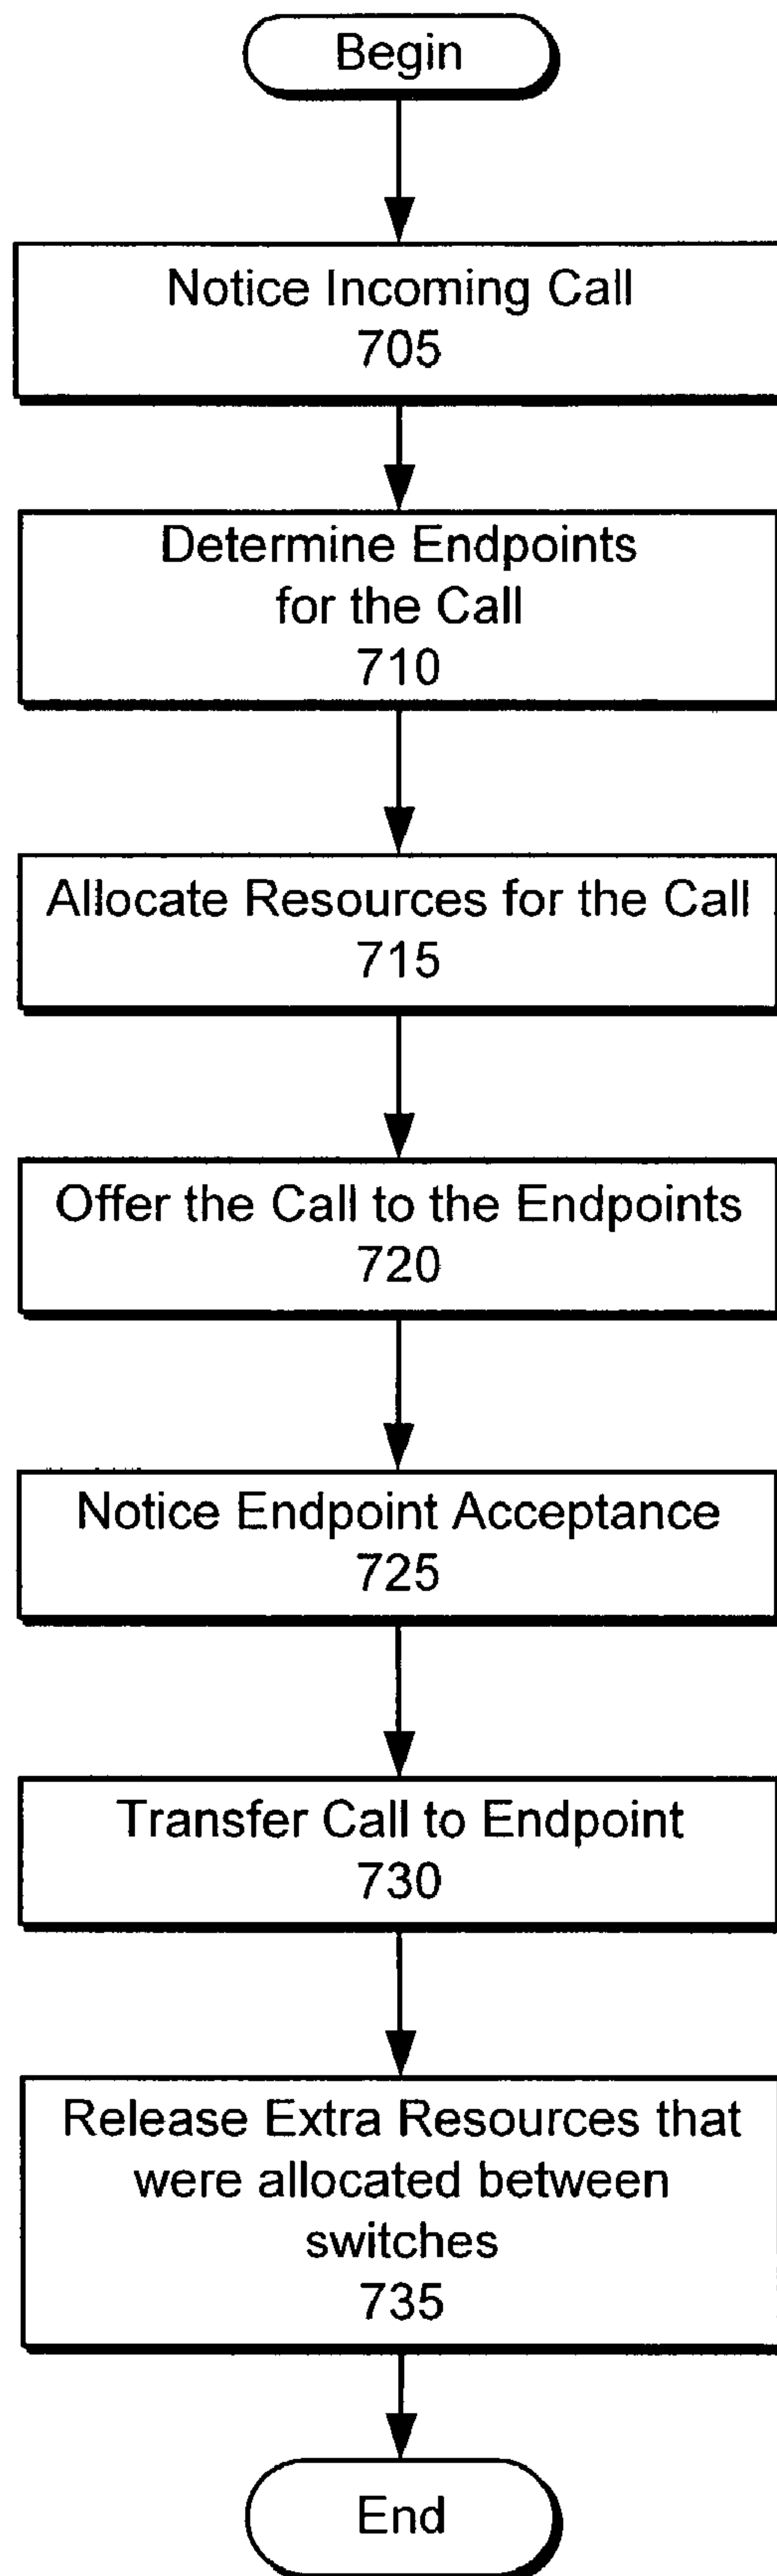 Begin
Notice Incoming Call
705
Determine Endpoints
for the Call
710
Allocate Resources for the Call
715
Offer the Call to the Endpoints
720
Notice Endpoint Acceptance
725
Transfer Call to Endpoint
730
Release Extra Resources that
were allocated between
switches
735
End